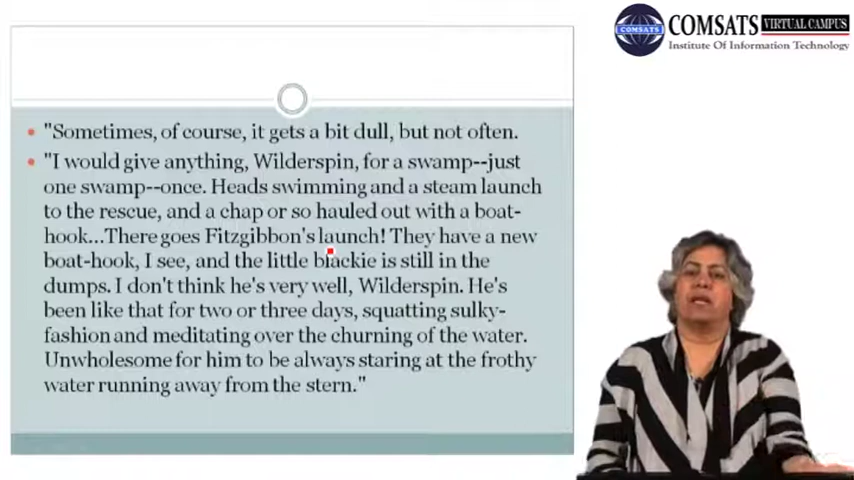 COMSATS VIRTUAL CAMPUS
COMSATS
Institute Of Information Technology
• "Sometimes, of course, it gets a bit dull, but not often.
• "I would give anything, Wilderspin, for a swamp--just
one swamp--once. Heads swimming and a steam launch
to the rescue, and a chap or so hauled out with a boat-
hook...There goes Fitzgibbon's launch! They have a new
boat-hook, I see, and the little blackie is still in the
dumps. I don't think he's very well, Wilderspin. He's
been like that for two or three days, squatting sulky-
fashion and meditating over the churning of the water.
Unwholesome for him to be always staring at the frothy
water running away from the stern."